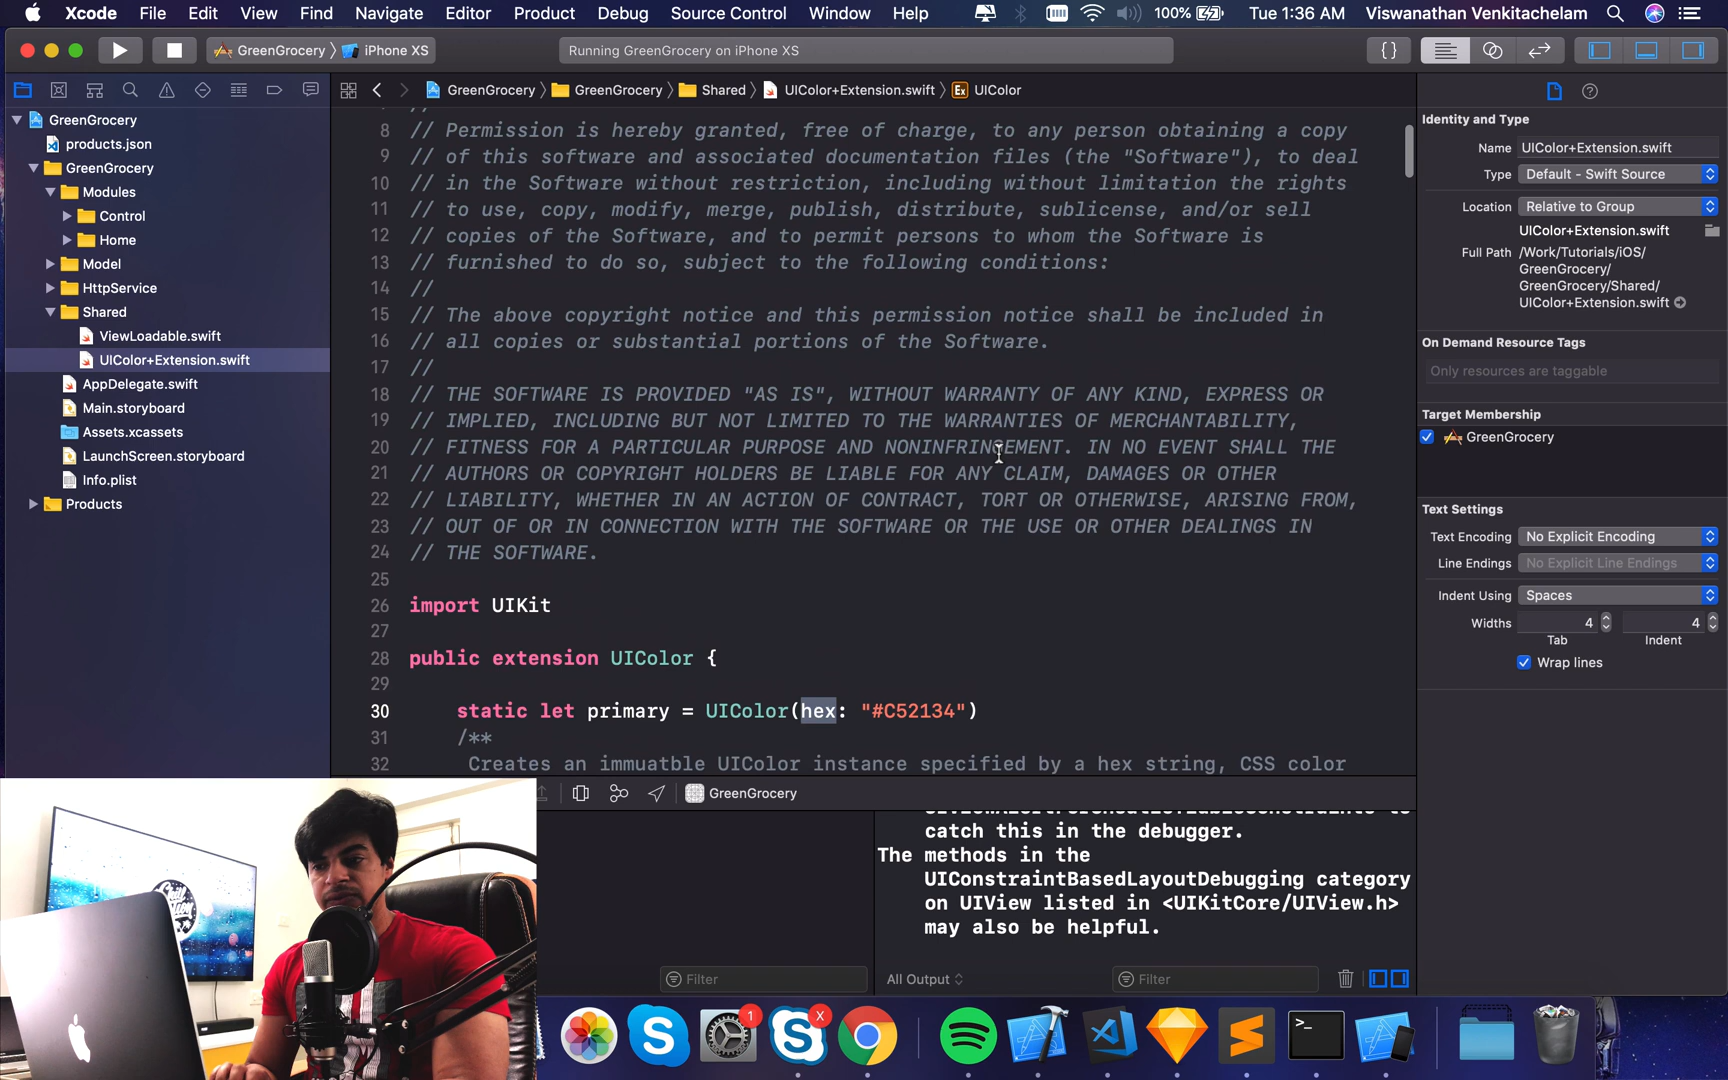 Xcode File Edit View Find Navigate Editor Product Debug Source Control Window Help 100% Tue 1:36 AM Viswanathan Venkitachelam
GreenGrocery iPhone XS
Running GreenGrocery on iPhone XS
{}
GreenGrocery GreenGrocery Shared UIColor+Extension.swift Ex UIColor
GreenGrocery
products.json
GreenGrocery
Modules
Control
Home
Model
HttpService
Shared
ViewLoadable.swift
UIColor+Extension.swift
AppDelegate.swift
Main.storyboard
Assets.xcassets
LaunchScreen.storyboard
Info.plist
Products
//
8 // Permission is hereby granted, free of charge, to any person obtaining a copy
9 // of this software and associated documentation files (the "Software"), to deal
10 // in the Software without restriction, including without limitation the rights
11 // to use, copy, modify, merge, publish, distribute, sublicense, and/or sell
12 // copies of the Software, and to permit persons to whom the Software is
13 // furnished to do so, subject to the following conditions:
14 //
15 // The above copyright notice and this permission notice shall be included in
16 // all copies or substantial portions of the Software.
17 //
18 // THE SOFTWARE IS PROVIDED "AS IS", WITHOUT WARRANTY OF ANY KIND, EXPRESS OR
19 // IMPLIED, INCLUDING BUT NOT LIMITED TO THE WARRANTIES OF MERCHANTABILITY,
20 // FITNESS FOR A PARTICULAR PURPOSE AND NONINFRINGEMENT. IN NO EVENT SHALL THE
21 // AUTHORS OR COPYRIGHT HOLDERS BE LIABLE FOR ANY CLAIM, DAMAGES OR OTHER
22 // LIABILITY, WHETHER IN AN ACTION OF CONTRACT, TORT OR OTHERWISE, ARISING FROM,
23 // OUT OF OR IN CONNECTION WITH THE SOFTWARE OR THE USE OR OTHER DEALINGS IN
24 // THE SOFTWARE.
25
26 import UIKit
27
28 public extension UIColor {
29
30 static let primary = UIColor(hex: "#C52134")
31 /**
32 Creates an immuatble UIColor instance specified by a hex string, CSS color
GreenGrocery
catch this in the debugger.
The methods in the
UIConstraintBasedLayoutDebugging category
on UIView listed in <UIKitCore/UIView.h>
may also be helpful.
Filter
All Output
Filter
Identity and Type
Name UIColor+Extension.swift
Type Default - Swift Source
Location Relative to Group
UIColor+Extension.swift
Full Path /Work/Tutorials/iOS/
GreenGrocery/
GreenGrocery/Shared/
UIColor+Extension.swift
On Demand Resource Tags
Only resources are taggable
Target Membership
GreenGrocery
Text Settings
Text Encoding No Explicit Encoding
Line Endings No Explicit Line Endings
Indent Using Spaces
Widths 4 4
Tab Indent
Wrap lines
1
X